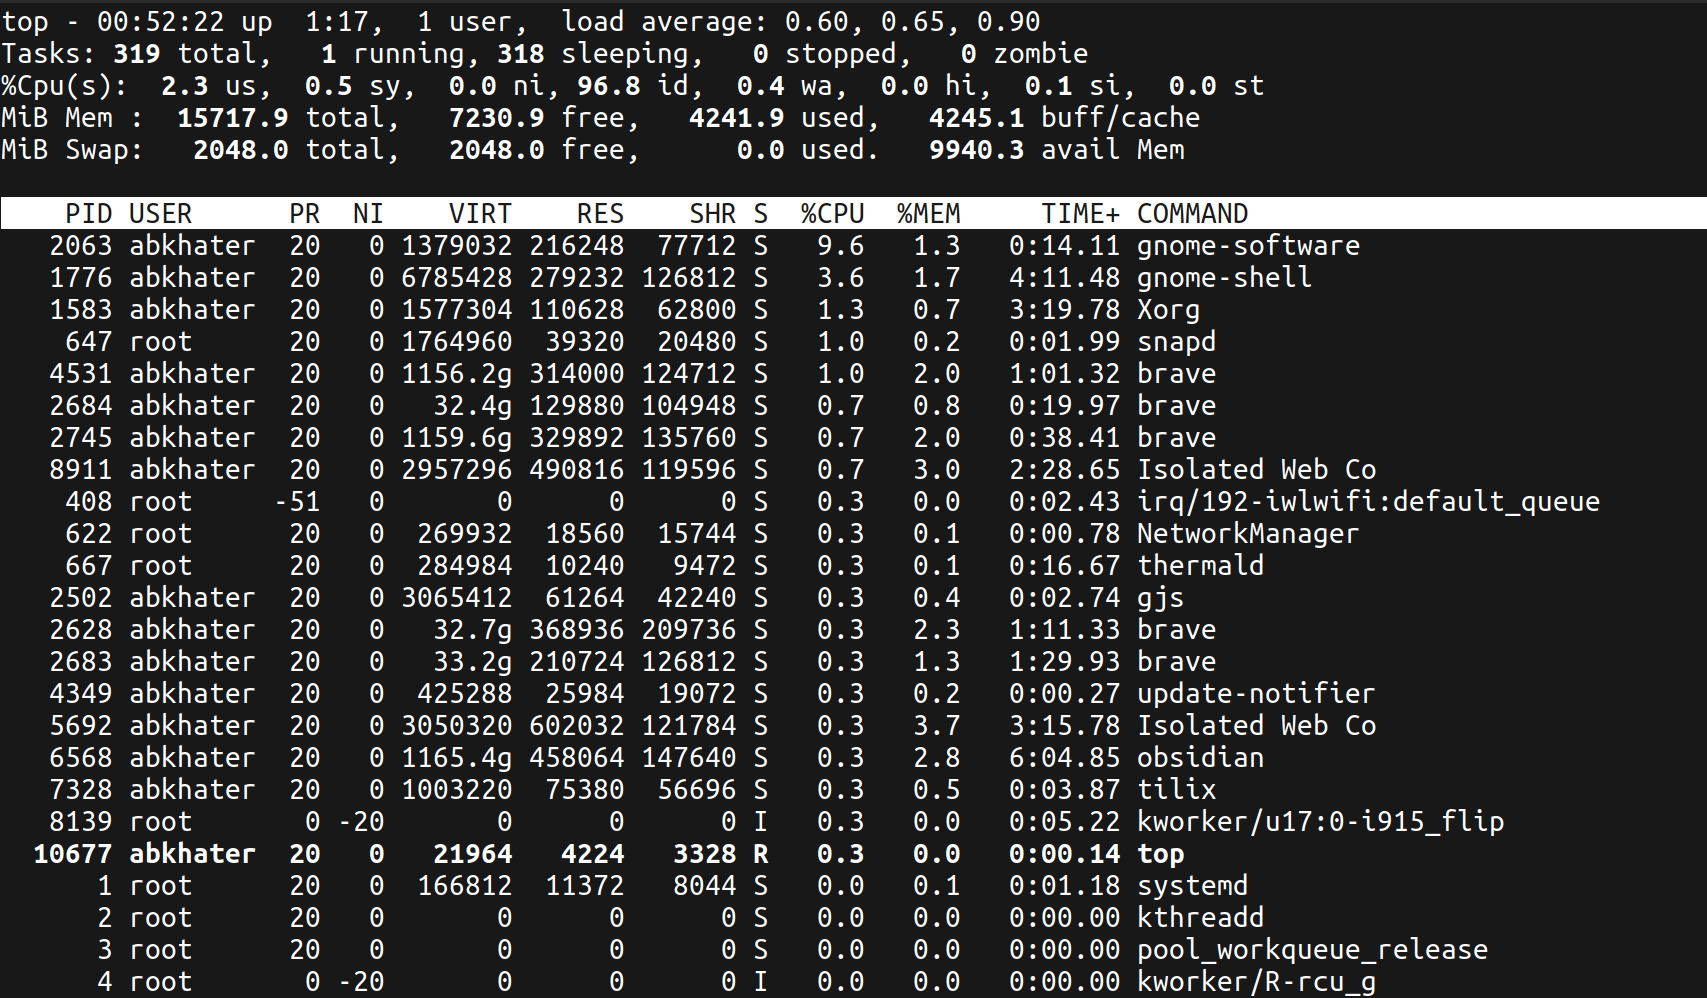 top - 00:52:22 up  1:17,  1 user,  load average: 0.60, 0.65, 0.90
Tasks: 319 total,   1 running, 318 sleeping,   0 stopped,   0 zombie
%Cpu(s):  2.3 us,  0.5 sy,  0.0 ni, 96.8 id,  0.4 wa,  0.0 hi,  0.1 si,  0.0 st
MiB Mem :  15717.9 total,   7230.9 free,   4241.9 used,   4245.1 buff/cache
MiB Swap:   2048.0 total,   2048.0 free,      0.0 used.   9940.3 avail Mem
    PID USER      PR  NI    VIRT    RES    SHR S  %CPU  %MEM     TIME+ COMMAND
   2063 abkhater  20   0 1379032 216248  77712 S   9.6   1.3   0:14.11 gnome-software
   1776 abkhater  20   0 6785428 279232 126812 S   3.6   1.7   4:11.48 gnome-shell
   1583 abkhater  20   0 1577304 110628  62800 S   1.3   0.7   3:19.78 Xorg
    647 root      20   0 1764960  39320  20480 S   1.0   0.2   0:01.99 snapd
   4531 abkhater  20   0 1156.2g 314000 124712 S   1.0   2.0   1:01.32 brave
   2684 abkhater  20   0   32.4g 129880 104948 S   0.7   0.8   0:19.97 brave
   2745 abkhater  20   0 1159.6g 329892 135760 S   0.7   2.0   0:38.41 brave
   8911 abkhater  20   0 2957296 490816 119596 S   0.7   3.0   2:28.65 Isolated Web Co
    408 root     -51   0       0      0      0 S   0.3   0.0   0:02.43 irq/192-iwlwifi:default_queue
    622 root      20   0  269932  18560  15744 S   0.3   0.1   0:00.78 NetworkManager
    667 root      20   0  284984  10240   9472 S   0.3   0.1   0:16.67 thermald
   2502 abkhater  20   0 3065412  61264  42240 S   0.3   0.4   0:02.74 gjs
   2628 abkhater  20   0   32.7g 368936 209736 S   0.3   2.3   1:11.33 brave
   2683 abkhater  20   0   33.2g 210724 126812 S   0.3   1.3   1:29.93 brave
   4349 abkhater  20   0  425288  25984  19072 S   0.3   0.2   0:00.27 update-notifier
   5692 abkhater  20   0 3050320 602032 121784 S   0.3   3.7   3:15.78 Isolated Web Co
   6568 abkhater  20   0 1165.4g 458064 147640 S   0.3   2.8   6:04.85 obsidian
   7328 abkhater  20   0 1003220  75380  56696 S   0.3   0.5   0:03.87 tilix
   8139 root       0 -20       0      0      0 I   0.3   0.0   0:05.22 kworker/u17:0-i915_flip
  10677 abkhater  20   0   21964   4224   3328 R   0.3   0.0   0:00.14 top
      1 root      20   0  166812  11372   8044 S   0.0   0.1   0:01.18 systemd
      2 root      20   0       0      0      0 S   0.0   0.0   0:00.00 kthreadd
      3 root      20   0       0      0      0 S   0.0   0.0   0:00.00 pool_workqueue_release
      4 root       0 -20       0      0      0 I   0.0   0.0   0:00.00 kworker/R-rcu_g